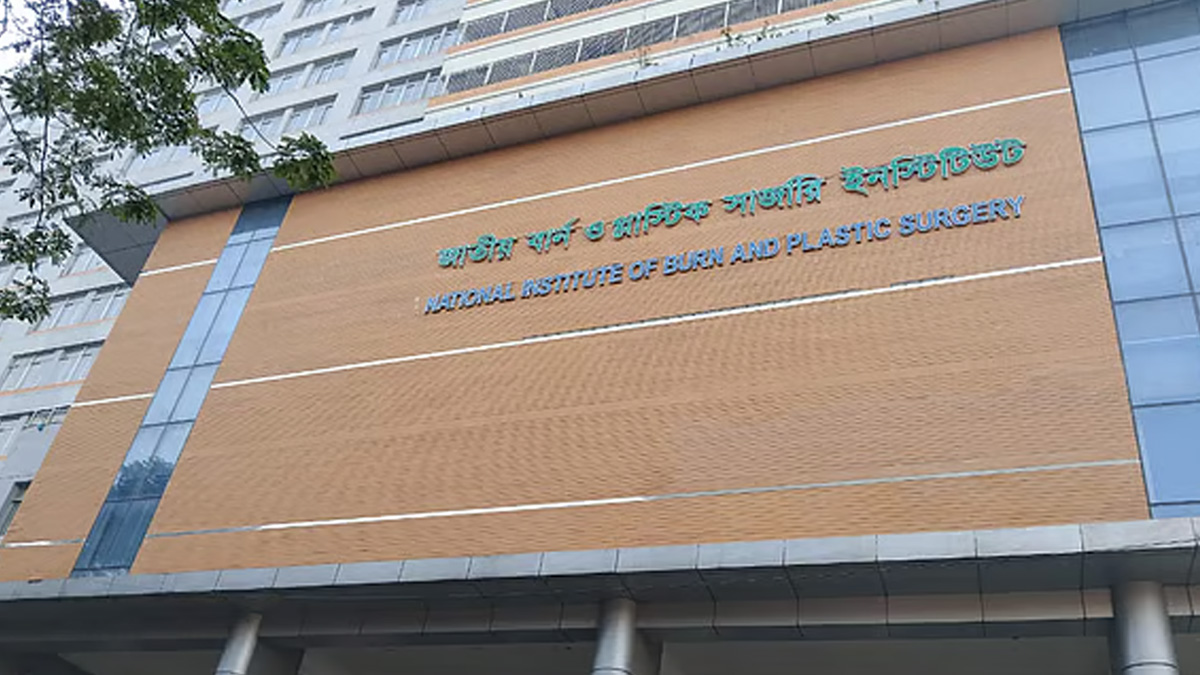 জাতীয় বার্ন ও প্লাস্টিক সার্জারি ইনস্টিটিউট
NATIONAL INSTITUTE OF BURN AND PLASTIC SURGERY